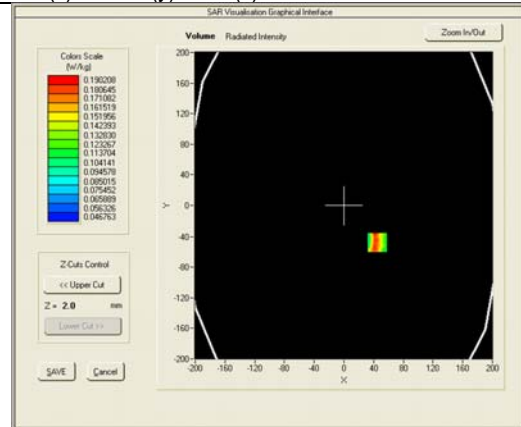 SAR Visualisation Graphical Interface
Volume Radiated Intensity
Zoom In/Out
Colors Scale
(W/kg)
0.190208
0.180645
0.171082
0.161519
0.151956
0.142393
0.132830
0.123267
0.113704
0.104141
0.094578
0.085015
0.075452
0.065889
0.056326
0.046763
200
160
120
80
40
Y
0
-40
-80
-120
-160
-200
-200 -160 -120 -80 -40 0 40 80 120 160 200
X
Z-Cuts Control
<< Upper Cut
Z = 2.0 mm
Lower Cut >>
SAVE Cancel